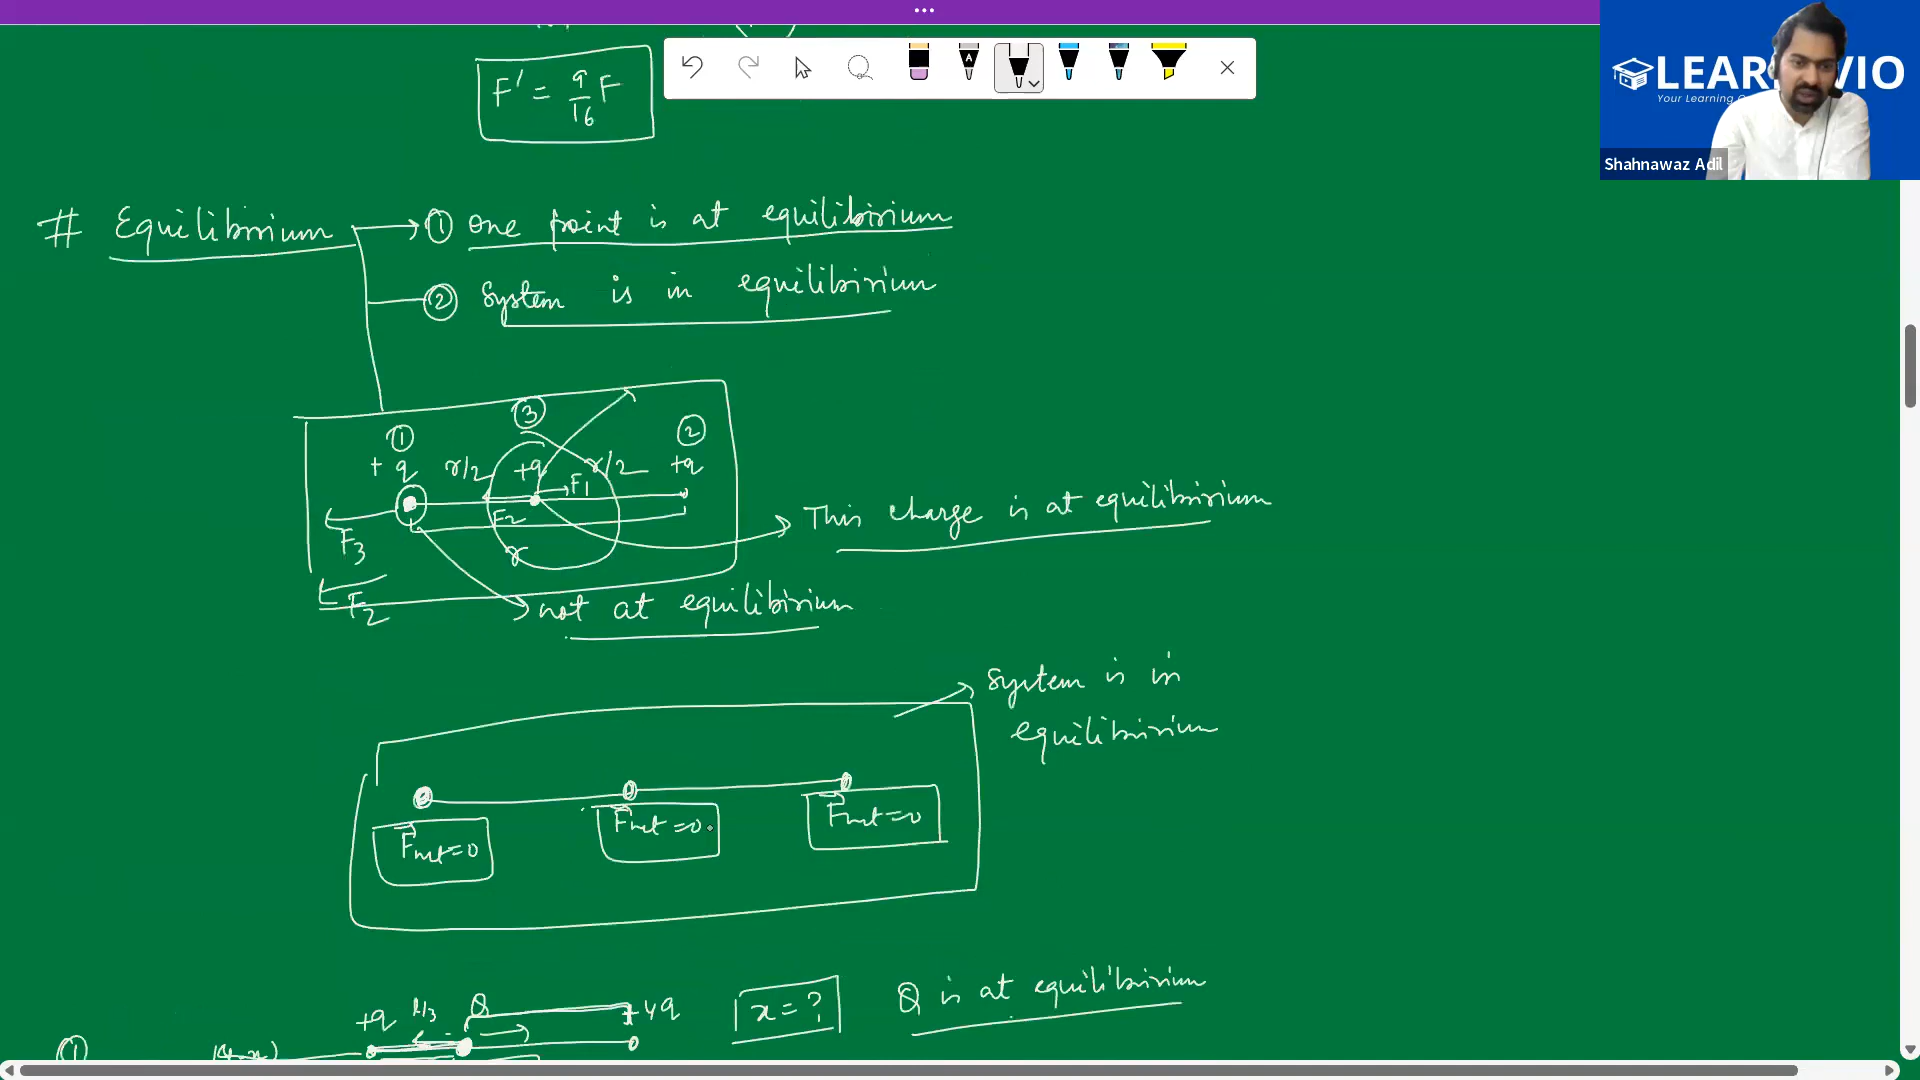 F' = 9/16 F
LEAR VIO
Your Learning
Shahnawaz Adil
# Equilibrium → ① One point is at equilibrium
② System is in equilibrium
① ③ ②
+q r/2 +q r/2 +q
F1
F2
F3
r
F2
This charge is at equilibrium
not at equilibrium
System is in
equilibrium
Fnet=0 Fnet=0 Fnet=0
+q r/3 Q +4q
x=?
Q is at equilibrium
①